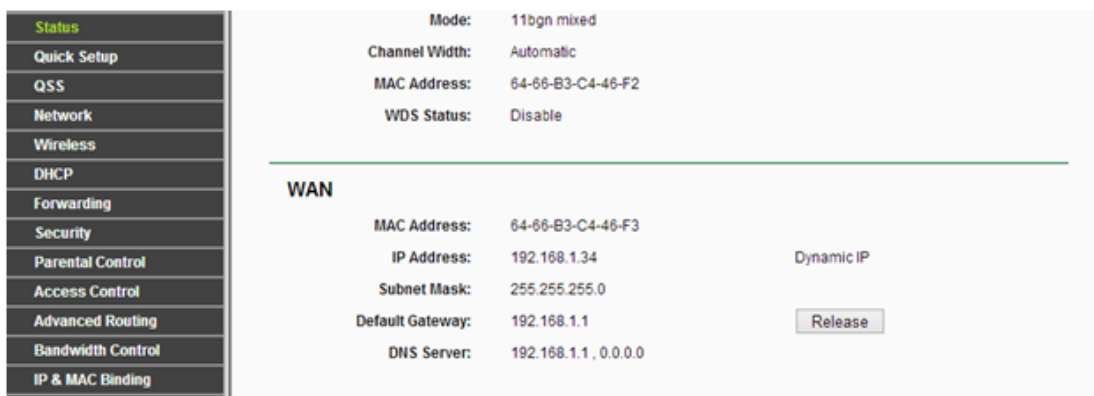 Status
Quick Setup
QSS
Network
Wireless
DHCP
Forwarding
Security
Parental Control
Access Control
Advanced Routing
Bandwidth Control
IP & MAC Binding
Mode: 11bgn mixed
Channel Width: Automatic
MAC Address: 64-66-B3-C4-46-F2
WDS Status: Disable
WAN
MAC Address: 64-66-B3-C4-46-F3
IP Address: 192.168.1.34 Dynamic IP
Subnet Mask: 255.255.255.0
Default Gateway: 192.168.1.1 Release
DNS Server: 192.168.1.1 , 0.0.0.0